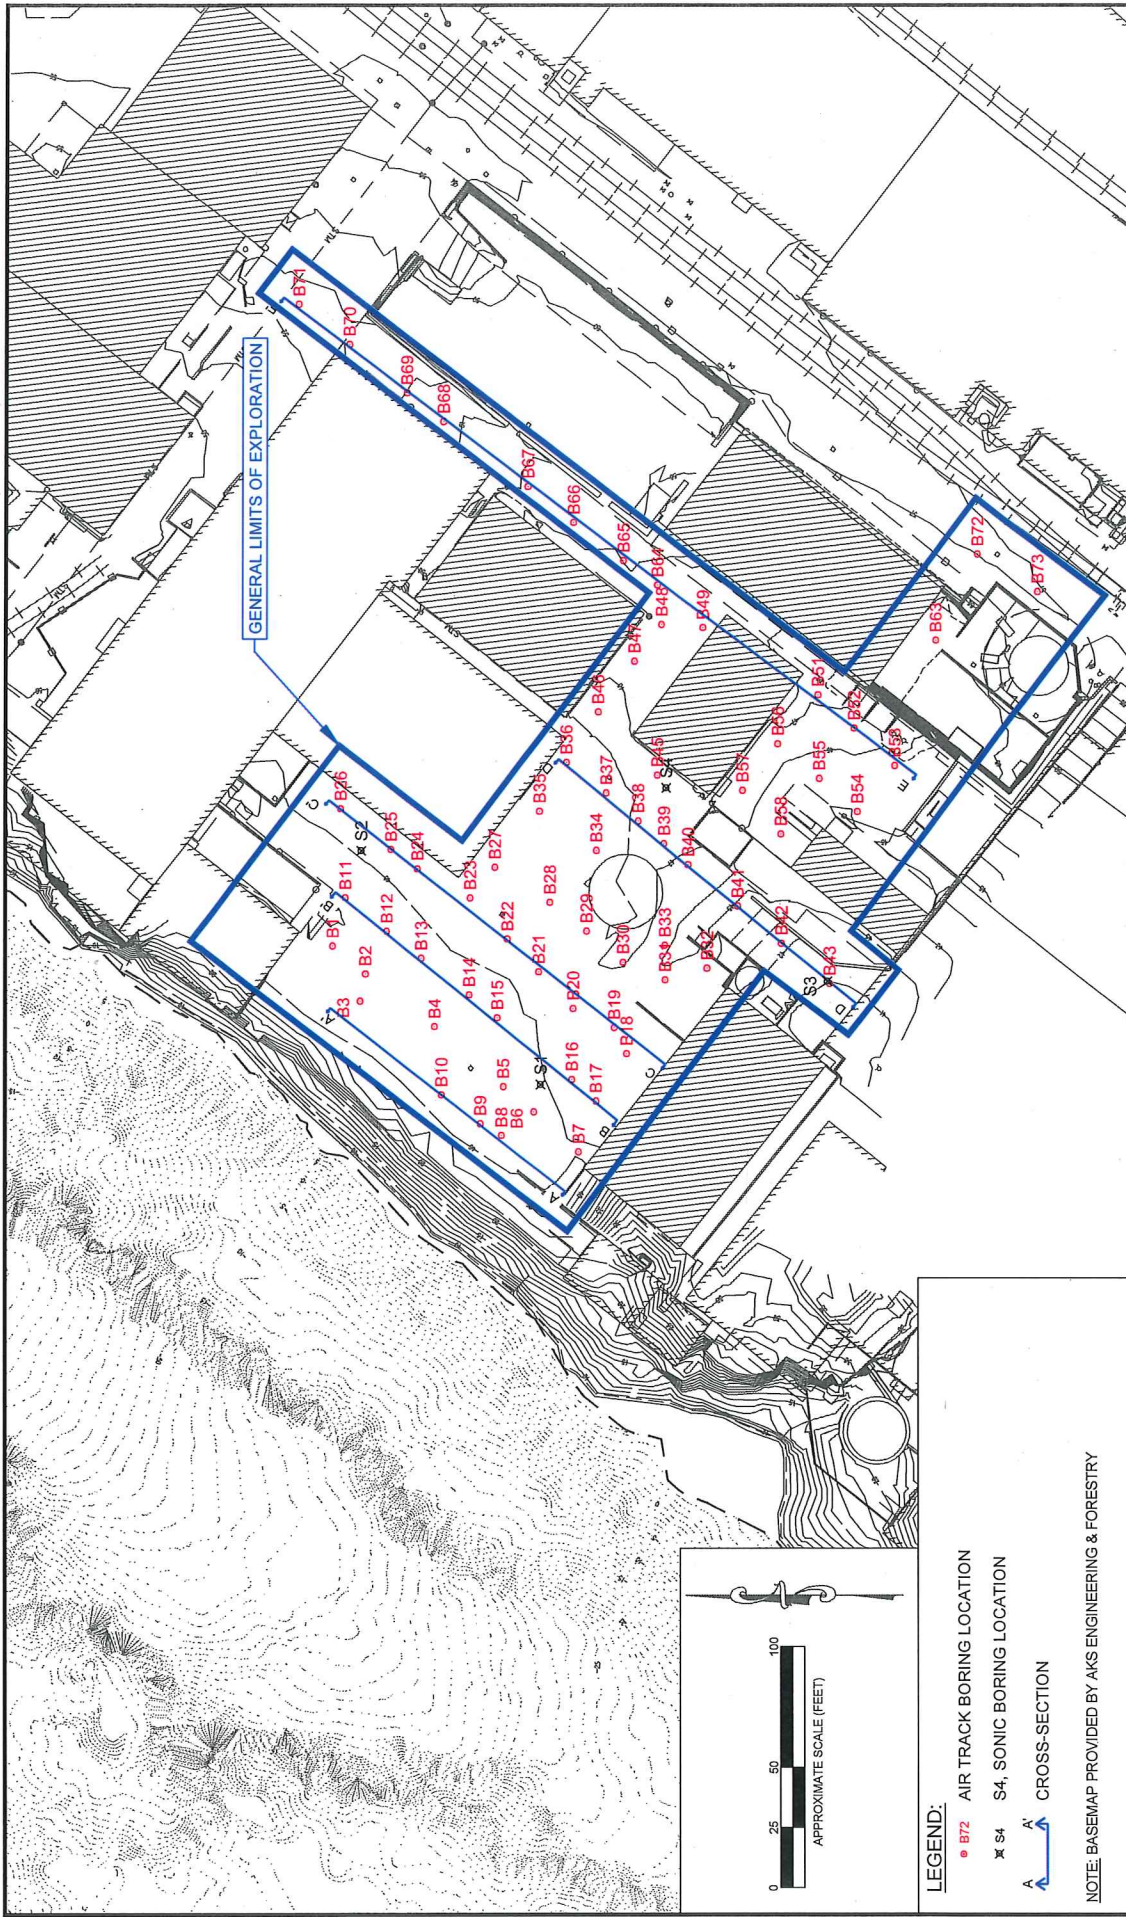 GENERAL LIMITS OF EXPLORATION
B71
B70
B69
B68
B67
B66
B65
B64
B48
B47
B49
B46
B36
B35
B37
B38
B45
S4
B39
B40
B34
B26
C'
S2
B25
B24
B27
B23
B28
B22
B29
B21
B30
B33
B31
B32
B20
B19
B18
B11
B'
B1
B12
B2
B13
B3
A'
B14
B4
B15
B10
B5
S1
B16
B17
B9
B8
B6
B7
A
B
C
B41
B42
B43
S3
D
B51
B52
B53
E
B56
B55
B57
B54
B58
B72
B73
B63
STM
0 25 50 100
APPROXIMATE SCALE (FEET)
LEGEND:
B72 AIR TRACK BORING LOCATION
S4 S4, SONIC BORING LOCATION
A A' CROSS-SECTION
NOTE: BASEMAP PROVIDED BY AKS ENGINEERING & FORESTRY